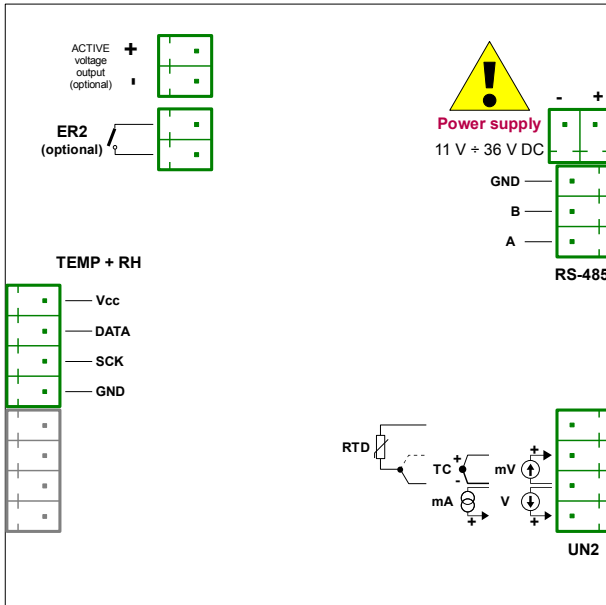 ACTIVE +
voltage
output
(optional) -
ER2
(optional)
!
Power supply
- +
11 V ÷ 36 V DC
GND
B
A
RS-485
TEMP + RH
Vcc
DATA
SCK
GND
RTD
TC + -
mV +
mA +
V +
UN2